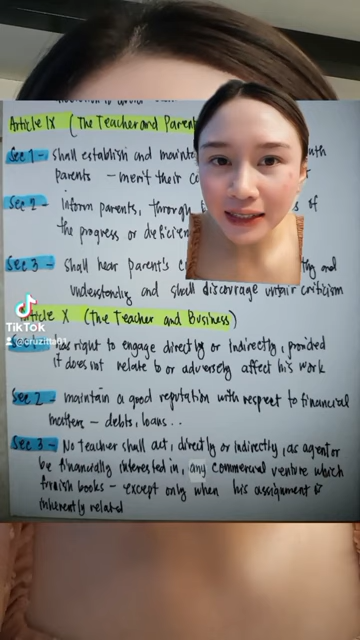 Article IX (The Teacher and Paren
Sec 1 - shall establish and
parents - merit their co
Sec 2 - Inform parents, through of
the progress or deficien
Sec 3 - shall hear parent's c and
understanding and shall discourage unfair criticism
TikTok
Article X (The Teacher and Business)
has right to engage directly or indirectly, provided
it does not relate to or adversely affect his work
Sec 2 - maintain a good reputation with respect to financial
matters - debts, loans . .
Sec 3 - No teacher shall act, directly or indirectly, as agent or
be financially interested in, any commercial venture which
furnish books - except only when his assignment is
inherently related